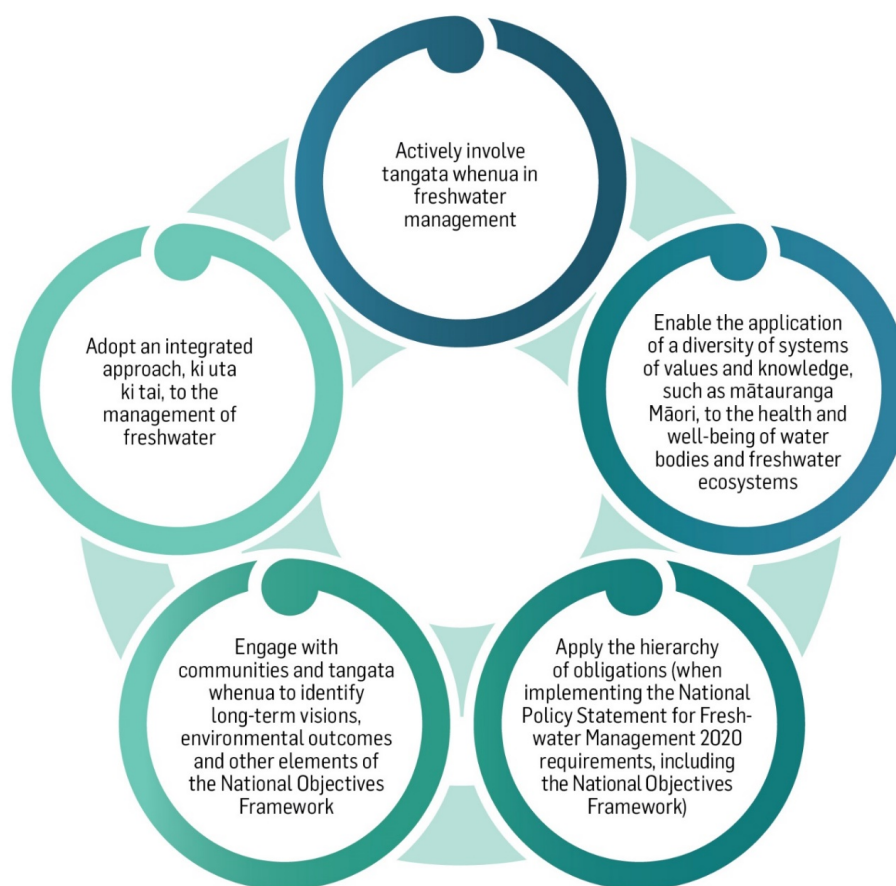 Actively involve
tangata whenua in
freshwater
management
Enable the application
of a diversity of systems
of values and knowledge,
such as mātauranga
Māori, to the health and
well-being of water
bodies and freshwater
ecosystems
Apply the hierarchy
of obligations (when
implementing the National
Policy Statement for Fresh-
water Management 2020
requirements, including
the National Objectives
Framework)
Engage with
communities and tangata
whenua to identify
long-term visions,
environmental outcomes
and other elements of
the National Objectives
Framework
Adopt an integrated
approach, ki uta
ki tai, to the
management of
freshwater